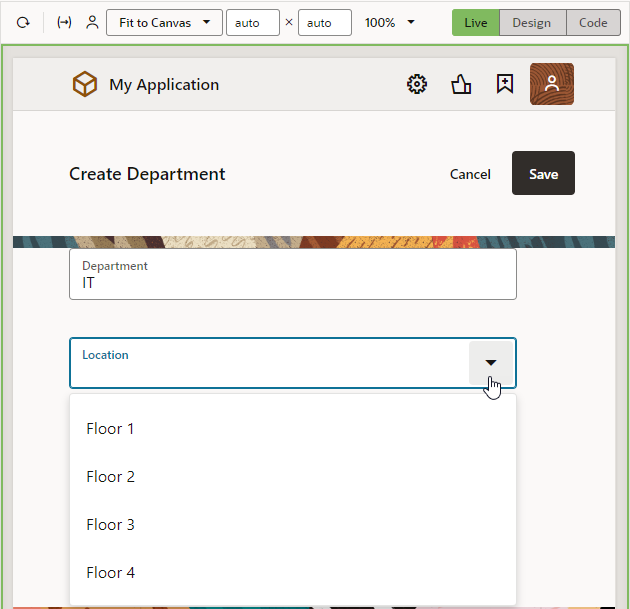 Fit to Canvas auto × auto 100% Live Design Code
My Application
Create Department Cancel Save
Department
IT
Location
Floor 1
Floor 2
Floor 3
Floor 4